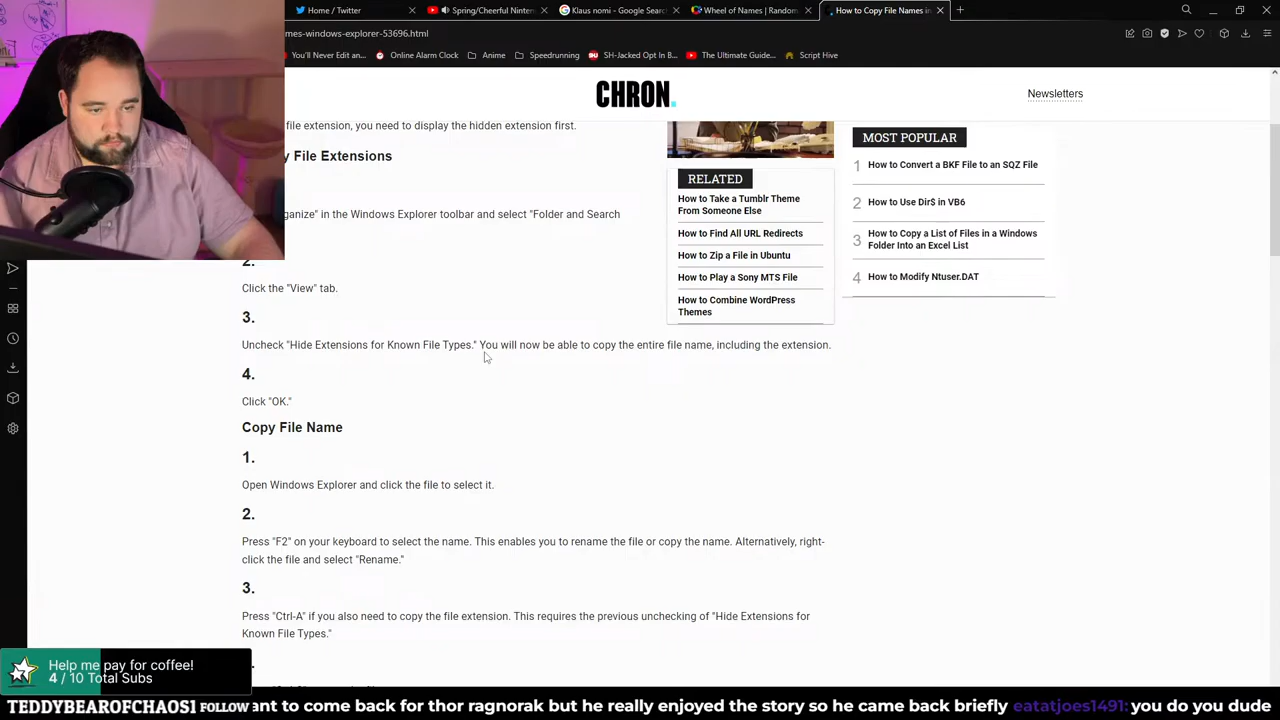 Home / Twitter
Spring/Cheerful Ninten
Klaus nomi - Google Searc
Wheel of Names | Random
How to Copy File Names in
mes-windows-explorer-53696.html
You'll Never Edit an...
Online Alarm Clock
Anime
Speedrunning
SH-Jacked Opt In B...
The Ultimate Guide...
Script Hive
CHRON.
Newsletters
file extension, you need to display the hidden extension first.
y File Extensions
ganize" in the Windows Explorer toolbar and select "Folder and Search
2.
Click the "View" tab.
3.
Uncheck "Hide Extensions for Known File Types." You will now be able to copy the entire file name, including the extension.
4.
Click "OK."
Copy File Name
1.
Open Windows Explorer and click the file to select it.
2.
Press "F2" on your keyboard to select the name. This enables you to rename the file or copy the name. Alternatively, right-
click the file and select "Rename."
3.
Press "Ctrl-A" if you also need to copy the file extension. This requires the previous unchecking of "Hide Extensions for
Known File Types."
RELATED
How to Take a Tumblr Theme
From Someone Else
How to Find All URL Redirects
How to Zip a File in Ubuntu
How to Play a Sony MTS File
How to Combine WordPress
Themes
MOST POPULAR
1 How to Convert a BKF File to an SQZ File
2 How to Use Dir$ in VB6
3 How to Copy a List of Files in a Windows
Folder Into an Excel List
4 How to Modify Ntuser.DAT
Help me pay for coffee!
4 / 10 Total Subs
TEDDYBEAROFCHAOS1 FOLLOW ant to come back for thor ragnorak but he really enjoyed the story so he came back briefly eatatjoes1491: you do you dude